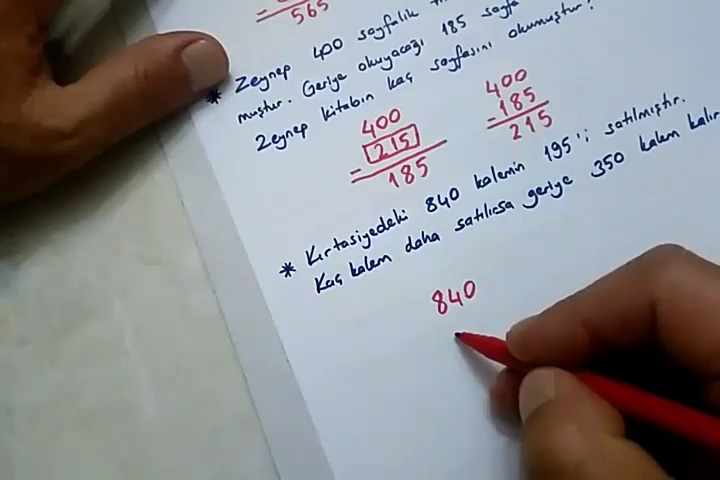 565
* Zeynep 400 sayfalık
muştur. Geriye okuyacağı 185 sayfa
Zeynep kitabın kaç sayfasını okumuştur?
400
215
185
400
- 185
215
* Kırtasiyedeki 840 kalemin 195'i satılmıştır.
Kaç kalem daha satılırsa geriye 350 kalem kalır
840